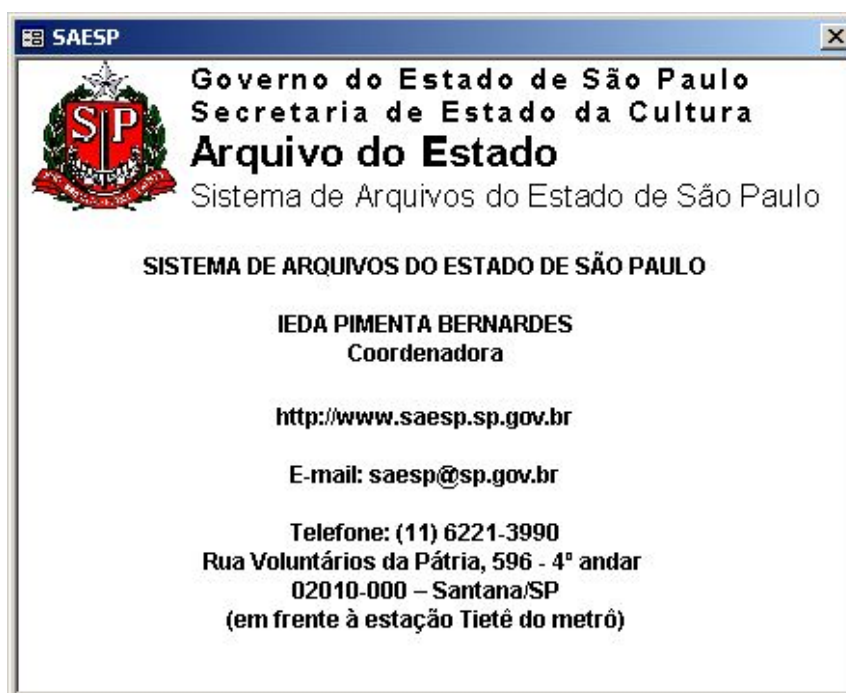 SAESP
Governo do Estado de São Paulo
Secretaria de Estado da Cultura
Arquivo do Estado
Sistema de Arquivos do Estado de São Paulo
SP
SISTEMA DE ARQUIVOS DO ESTADO DE SÃO PAULO
IEDA PIMENTA BERNARDES
Coordenadora
http://www.saesp.sp.gov.br
E-mail: saesp@sp.gov.br
Telefone: (11) 6221-3990
Rua Voluntários da Pátria, 596 - 4º andar
02010-000 – Santana/SP
(em frente à estação Tietê do metrô)